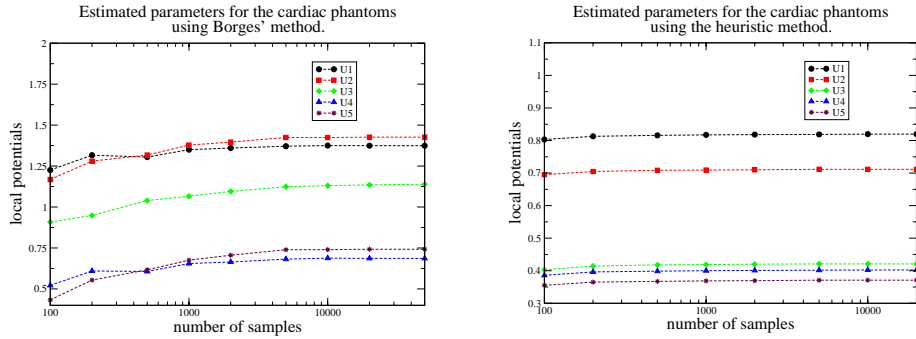 Estimated parameters for the cardiac phantoms
using Borges' method.
2
1.75
1.5
1.25
1
0.75
0.5
local potentials
U1
U2
U3
U4
U5
100
1000
10000
number of samples
Estimated parameters for the cardiac phantoms
using the heuristic method.
1.1
1
0.9
0.8
0.7
0.6
0.5
0.4
0.3
local potentials
U1
U2
U3
U4
U5
100
1000
10000
number of samples